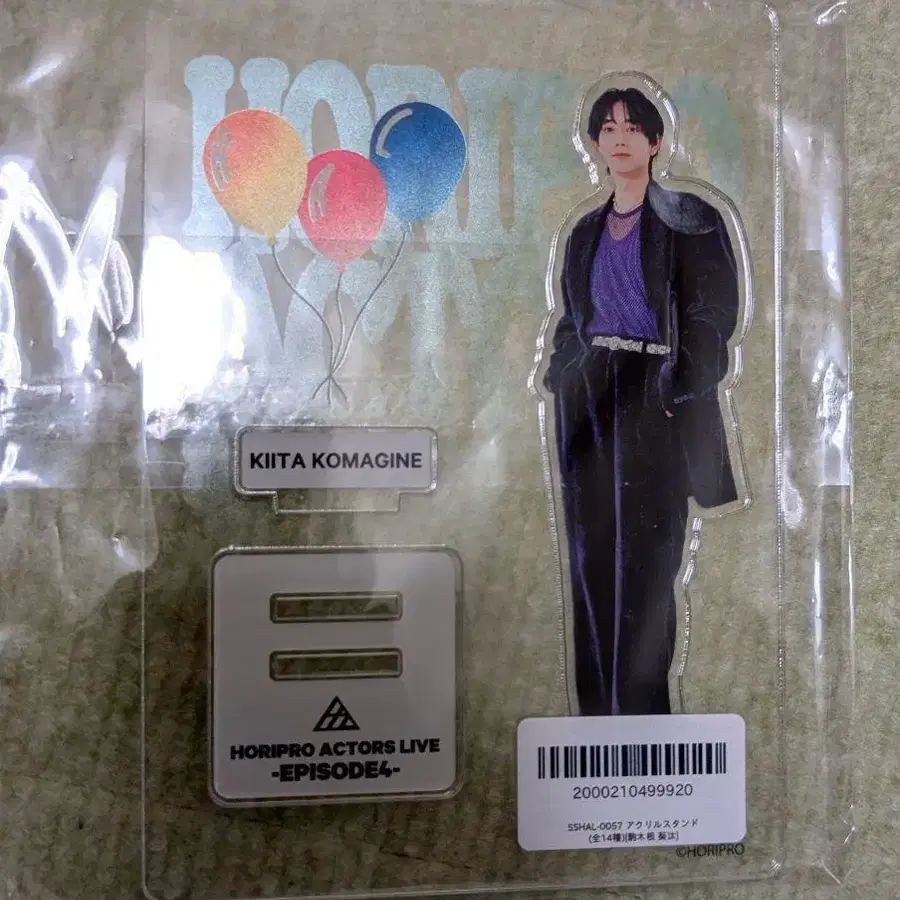 HORIPRO
KIITA KOMAGINE
HORIPRO ACTORS LIVE
-EPISODE4-
2000210499920
SSHAL-0057 アクリルスタンド
(全14種)[駒木根 葵汰]
©HORIPRO